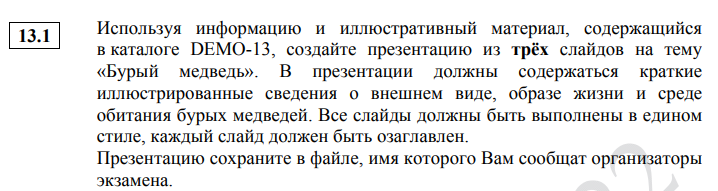 13.1
Используя информацию и иллюстративный материал, содержащийся
в каталоге DEMO-13, создайте презентацию из трёх слайдов на тему
«Бурый медведь». В презентации должны содержаться краткие
иллюстрированные сведения о внешнем виде, образе жизни и среде
обитания бурых медведей. Все слайды должны быть выполнены в едином
стиле, каждый слайд должен быть озаглавлен.
Презентацию сохраните в файле, имя которого Вам сообщат организаторы
экзамена.